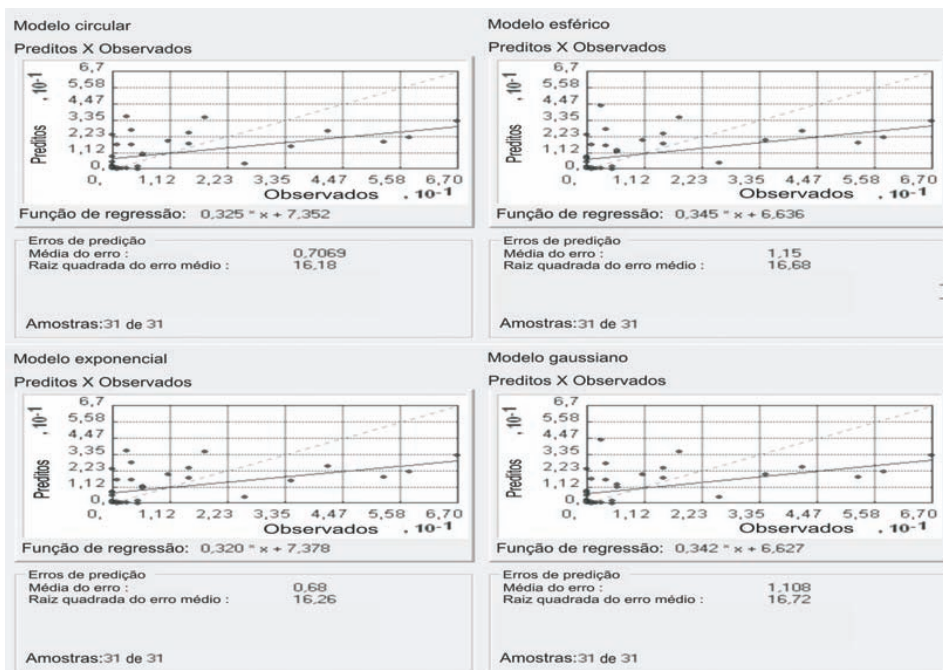 Modelo circular
Preditos X Observados
Preditos . 10-1
6,7
5,58
4,47
3,35
2,23
1,12
0,
0, 1,12 2,23 3,35 4,47 5,58 6,70
Observados . 10-1
Função de regressão: 0,325 * x + 7,352
Erros de predição
Média do erro : 0,7069
Raiz quadrada do erro médio : 16,18
Amostras:31 de 31
Modelo esférico
Preditos X Observados
Preditos . 10-1
6,7
5,58
4,47
3,35
2,23
1,12
0,
0, 1,12 2,23 3,35 4,47 5,58 6,70
Observados . 10-1
Função de regressão: 0,345 * x + 6,636
Erros de predição
Média do erro : 1,15
Raiz quadrada do erro médio : 16,68
Amostras:31 de 31
Modelo exponencial
Preditos X Observados
Preditos . 10-1
6,7
5,58
4,47
3,35
2,23
1,12
0,
0, 1,12 2,23 3,35 4,47 5,58 6,70
Observados . 10-1
Função de regressão: 0,320 * x + 7,378
Erros de predição
Média do erro : 0,68
Raiz quadrada do erro médio : 16,26
Amostras:31 de 31
Modelo gaussiano
Preditos X Observados
Preditos . 10-1
6,7
5,58
4,47
3,35
2,23
1,12
0,
0, 1,12 2,23 3,35 4,47 5,58 6,70
Observados . 10-1
Função de regressão: 0,342 * x + 6,627
Erros de predição
Média do erro : 1,108
Raiz quadrada do erro médio : 16,72
Amostras:31 de 31